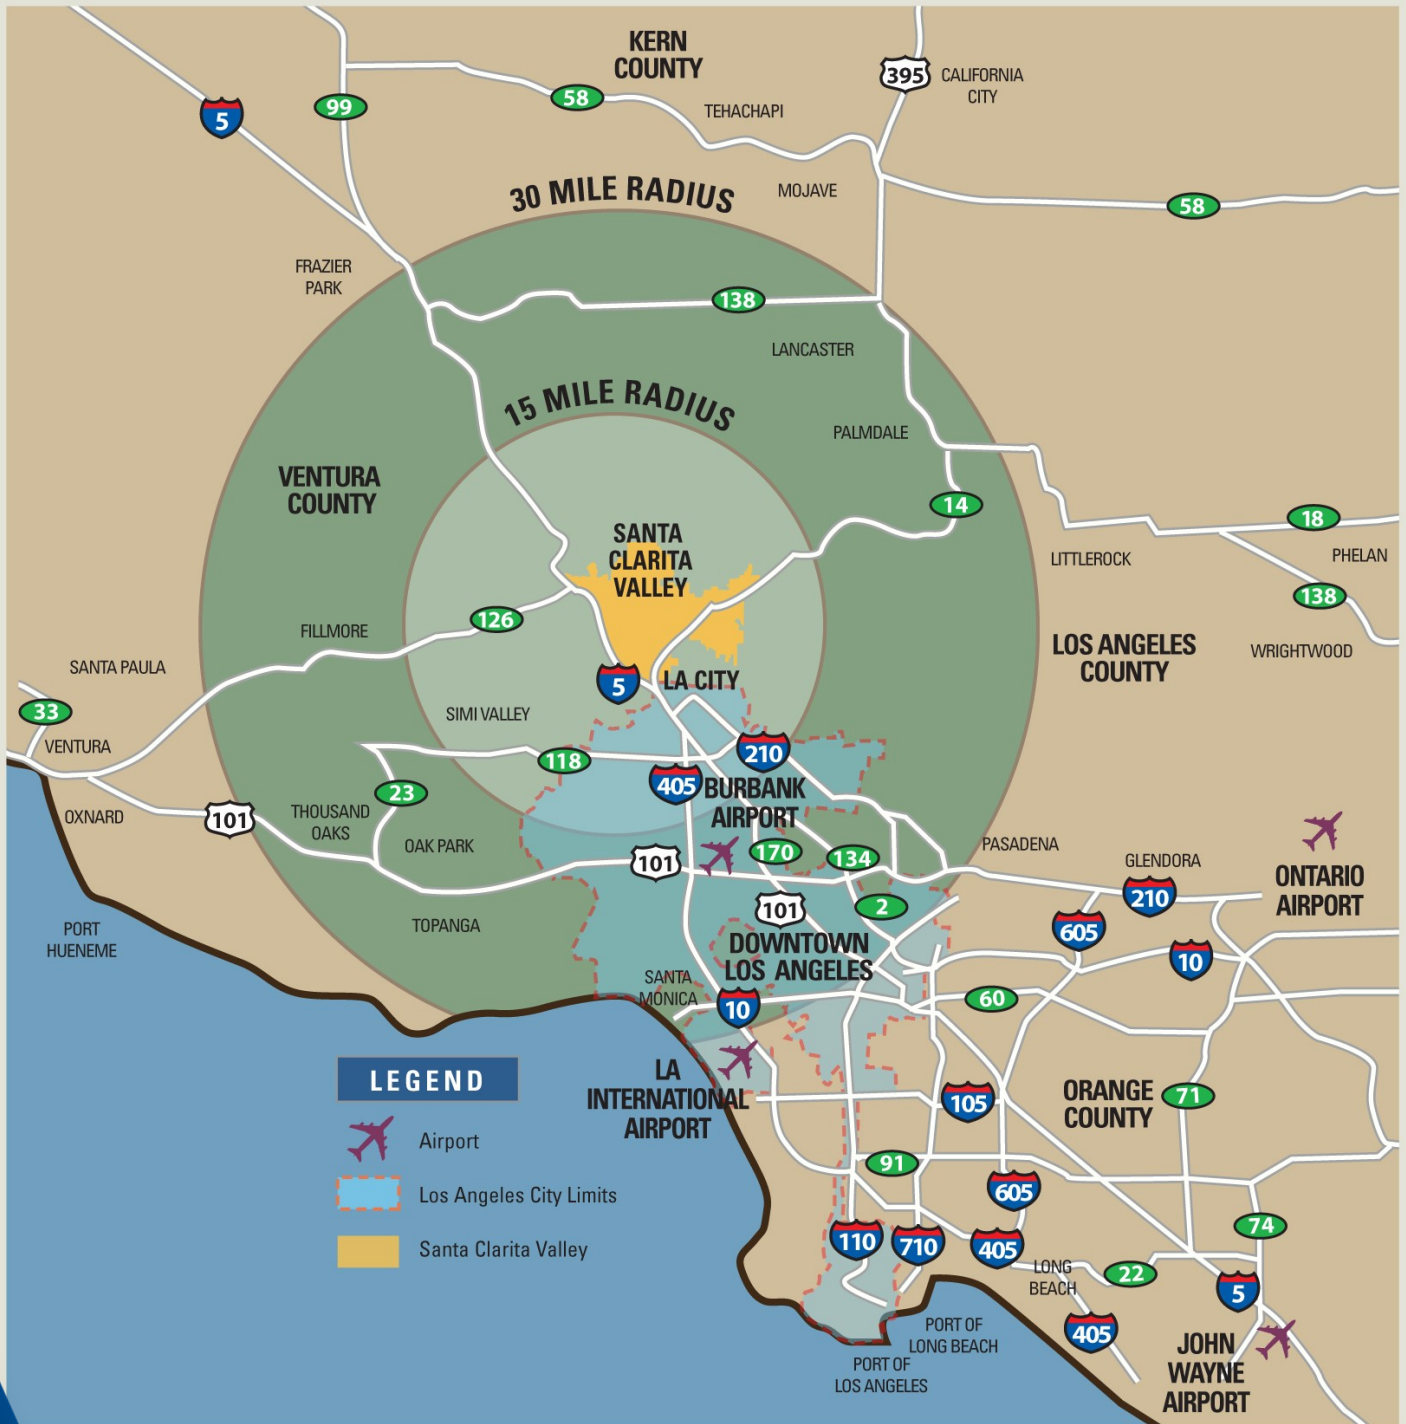 KERN
COUNTY
395
CALIFORNIA
CITY
99
58
5
TEHACHAPI
30 MILE RADIUS
MOJAVE
58
FRAZIER
PARK
138
LANCASTER
15 MILE RADIUS
PALMDALE
VENTURA
COUNTY
14
18
SANTA
CLARITA
VALLEY
LITTLEROCK
PHELAN
138
126
FILLMORE
LOS ANGELES
COUNTY
WRIGHTWOOD
SANTA PAULA
5
LA CITY
33
SIMI VALLEY
VENTURA
118
210
405
BURBANK
AIRPORT
23
OXNARD
101
THOUSAND
OAKS
OAK PARK
101
170
134
PASADENA
GLENDORA
ONTARIO
AIRPORT
210
101
2
605
TOPANGA
PORT
HUENEME
DOWNTOWN
LOS ANGELES
10
SANTA
MONICA
10
60
LA
INTERNATIONAL
AIRPORT
105
ORANGE
COUNTY
71
LEGEND
Airport
Los Angeles City Limits
Santa Clarita Valley
91
605
74
110
710
405
LONG
BEACH
22
5
405
PORT OF
LONG BEACH
JOHN
WAYNE
AIRPORT
PORT OF
LOS ANGELES